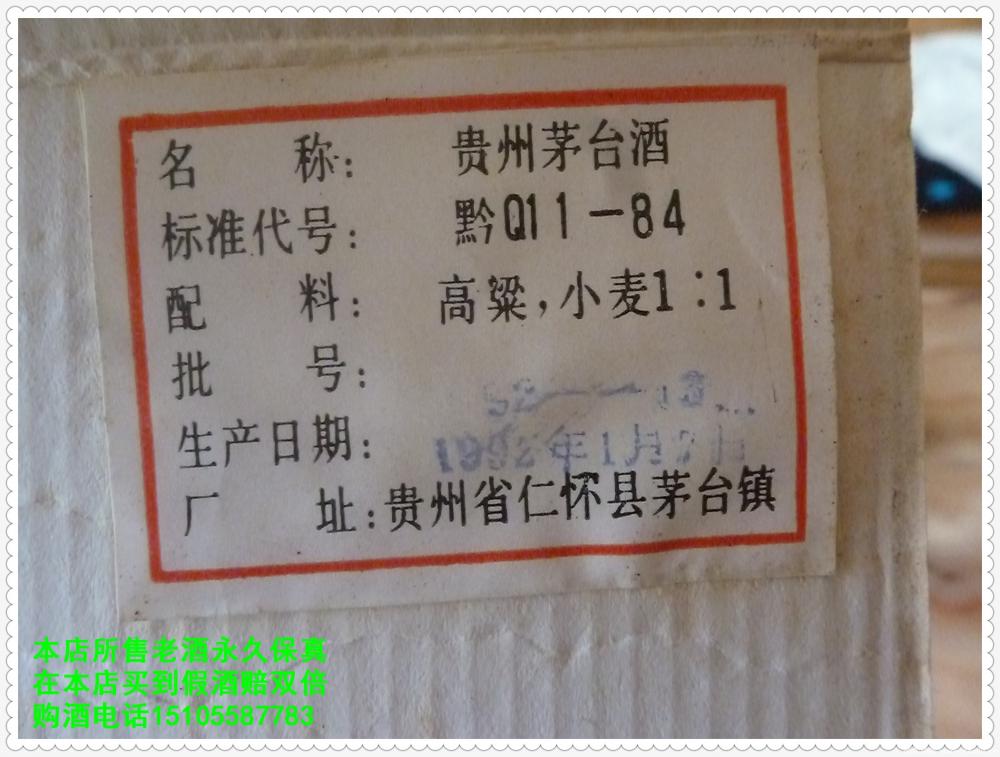 名 称: 贵州茅台酒
标准代号: 黔Q11-84
配 料: 高粱,小麦1:1
批 号:
生产日期: 1992年1月
厂 址: 贵州省仁怀县茅台镇
本店所售老酒永久保真
在本店买到假酒赔双倍
购酒电话15105587783